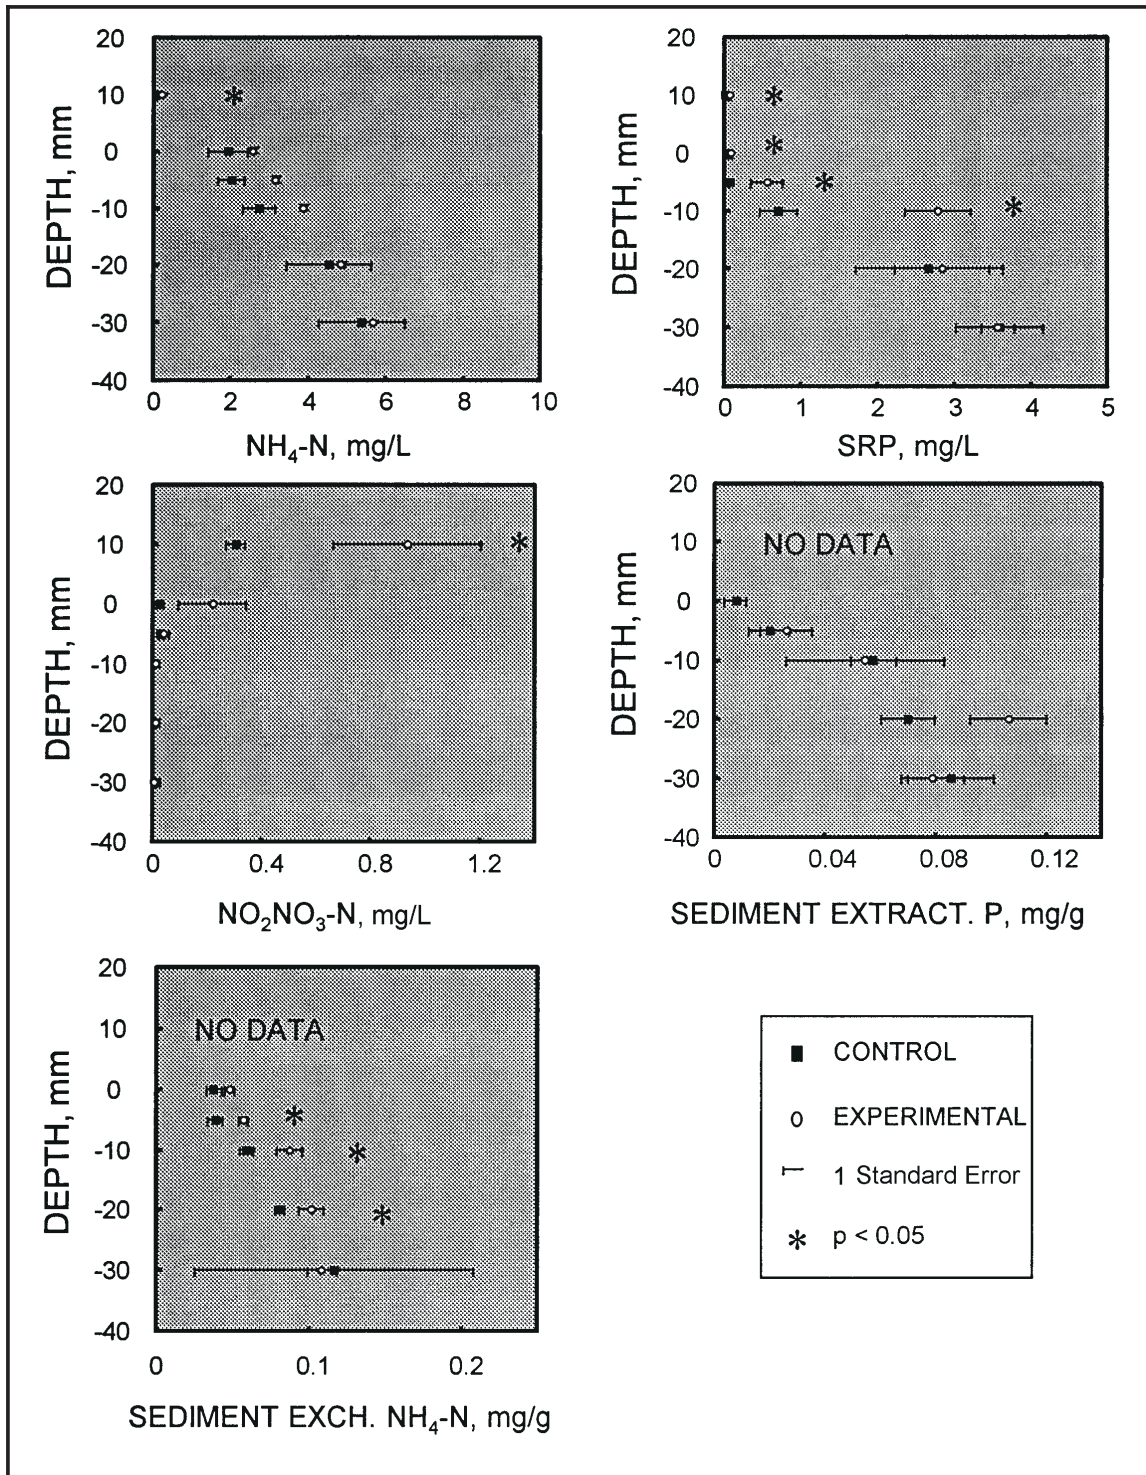 20
10
0
-10
-20
-30
-40
DEPTH, mm
*
0 2 4 6 8 10
NH₄-N, mg/L
20
10
0
-10
-20
-30
-40
DEPTH, mm
*
*
*
*
0 1 2 3 4 5
SRP, mg/L
20
10
0
-10
-20
-30
-40
DEPTH, mm
*
0 0.4 0.8 1.2
NO₂NO₃-N, mg/L
20
10
0
-10
-20
-30
-40
DEPTH, mm
NO DATA
0 0.04 0.08 0.12
SEDIMENT EXTRACT. P, mg/g
20
10
0
-10
-20
-30
-40
DEPTH, mm
NO DATA
*
*
*
0 0.1 0.2
SEDIMENT EXCH. NH₄-N, mg/g
CONTROL
EXPERIMENTAL
1 Standard Error
* p < 0.05